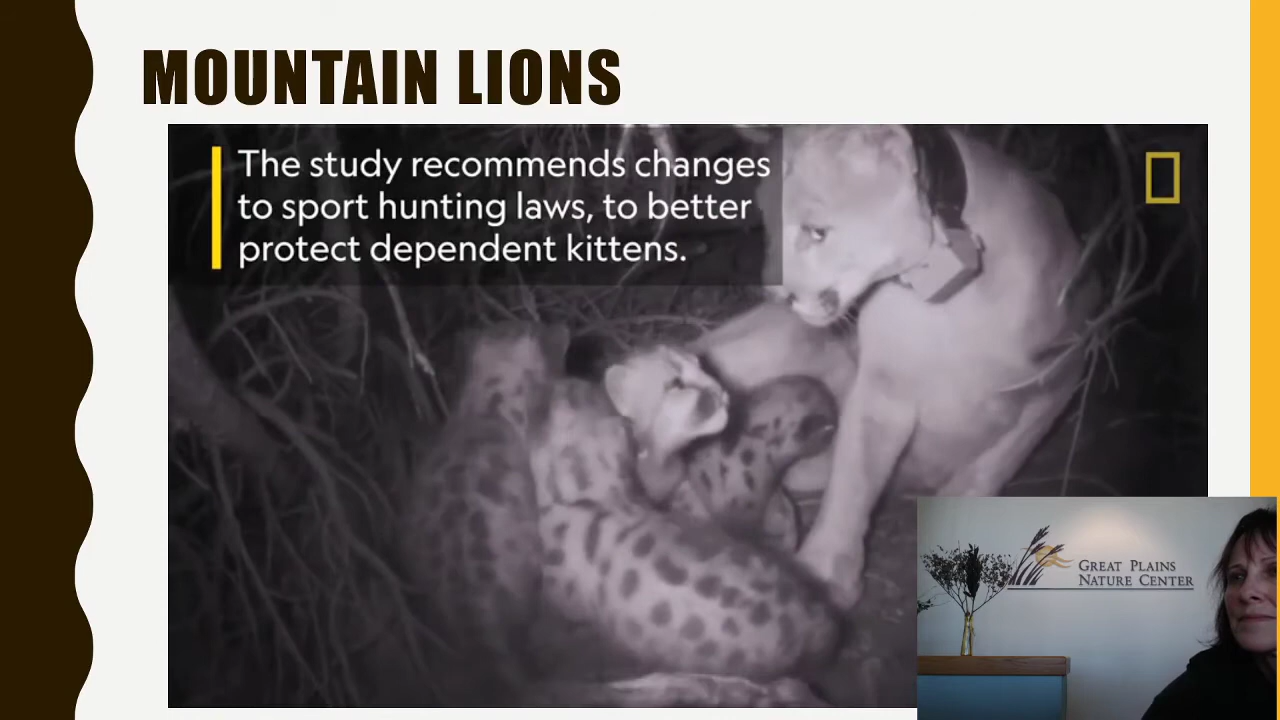 MOUNTAIN LIONS
The study recommends changes
to sport hunting laws, to better
protect dependent kittens.
GREAT PLAINS
NATURE CENTER